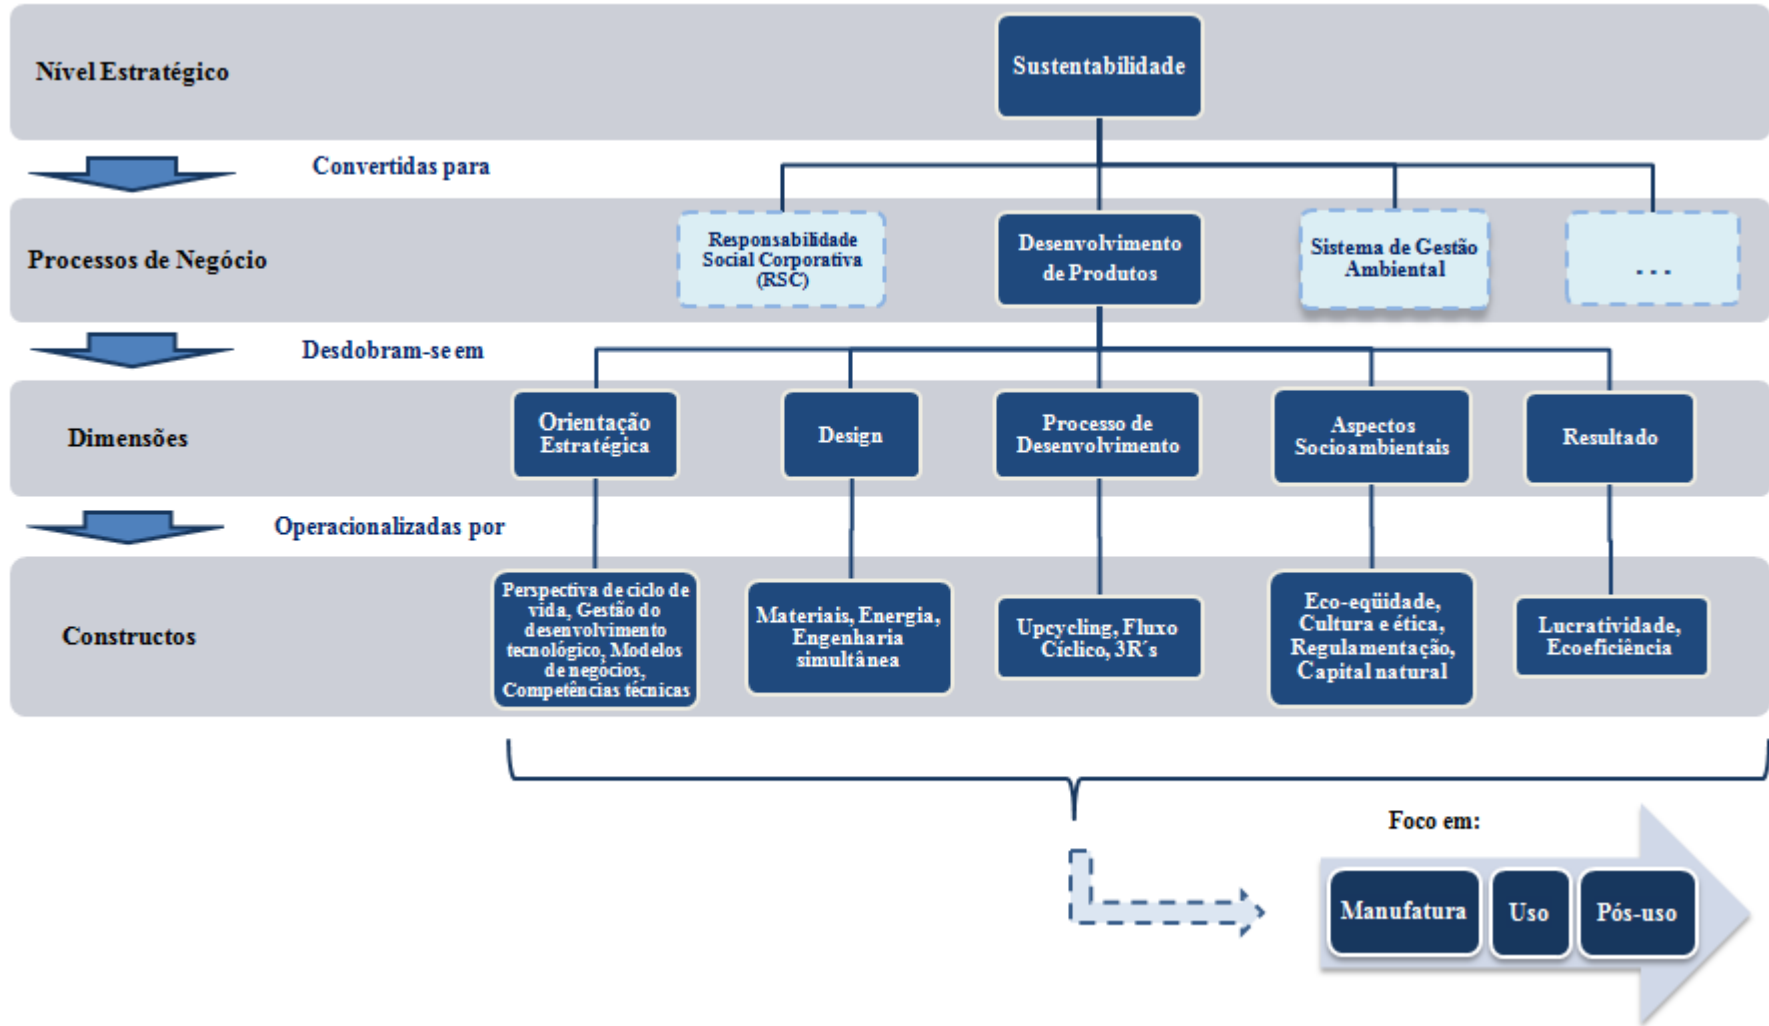 Nível Estratégico
Sustentabilidade
Convertidas para
Processos de Negócio
Responsabilidade
Social Corporativa
(RSC)
Desenvolvimento
de Produtos
Sistema de Gestão
Ambiental
...
Desdobram-se em
Dimensões
Orientação
Estratégica
Design
Processo de
Desenvolvimento
Aspectos
Socioambientais
Resultado
Operacionalizadas por
Constructos
Perspectiva de ciclo de
vida, Gestão do
desenvolvimento
tecnológico, Modelos
de negócios,
Competências técnicas
Materiais, Energia,
Engenharia
simultânea
Upcycling, Fluxo
Cíclico, 3R´s
Eco-eqüidade,
Cultura e ética,
Regulamentação,
Capital natural
Lucratividade,
Ecoeficiência
Foco em:
Manufatura
Uso
Pós-uso